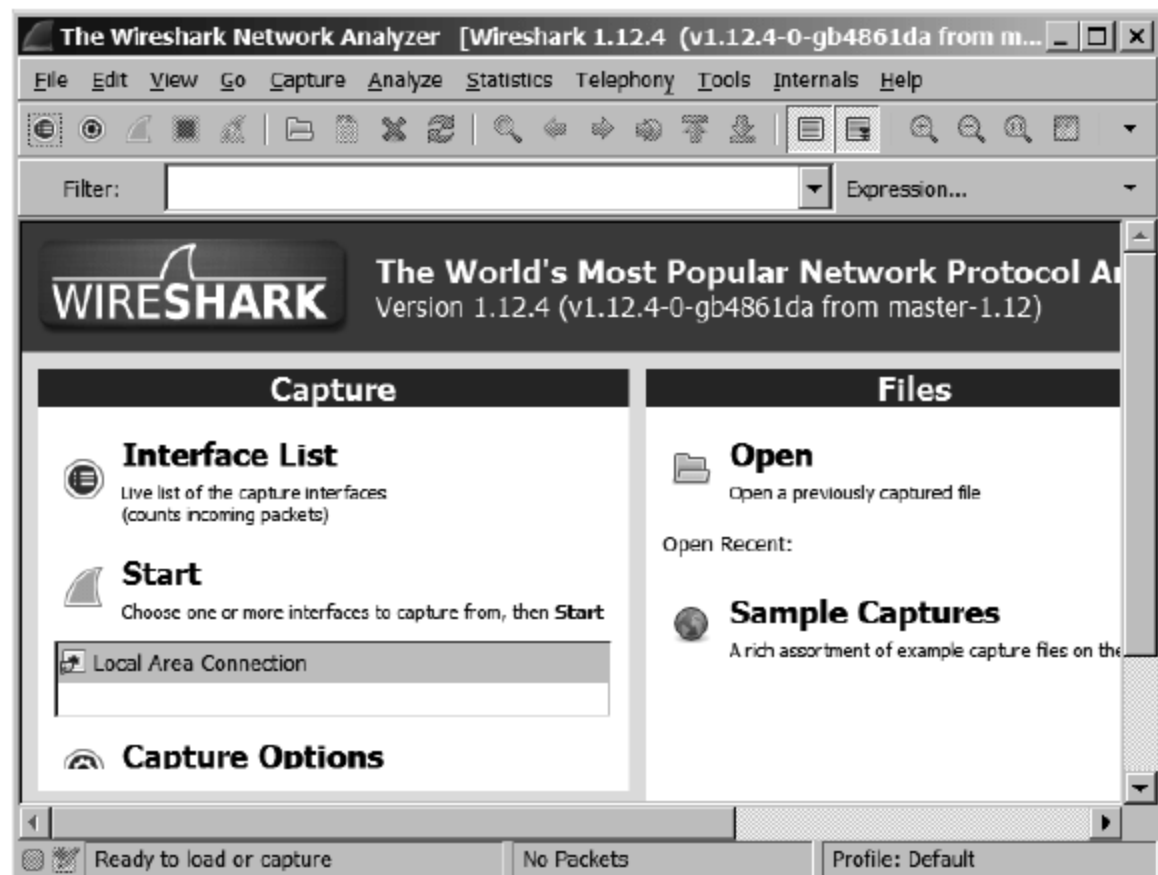 The Wireshark Network Analyzer [Wireshark 1.12.4 (v1.12.4-0-gb4861da from m...
File Edit View Go Capture Analyze Statistics Telephony Tools Internals Help
Filter: Expression...
WIRESHARK
The World's Most Popular Network Protocol A
Version 1.12.4 (v1.12.4-0-gb4861da from master-1.12)
Capture
Interface List
Live list of the capture interfaces
(counts incoming packets)
Start
Choose one or more interfaces to capture from, then Start
Local Area Connection
Capture Options
Files
Open
Open a previously captured file
Open Recent:
Sample Captures
A rich assortment of example capture files on the
Ready to load or capture No Packets Profile: Default